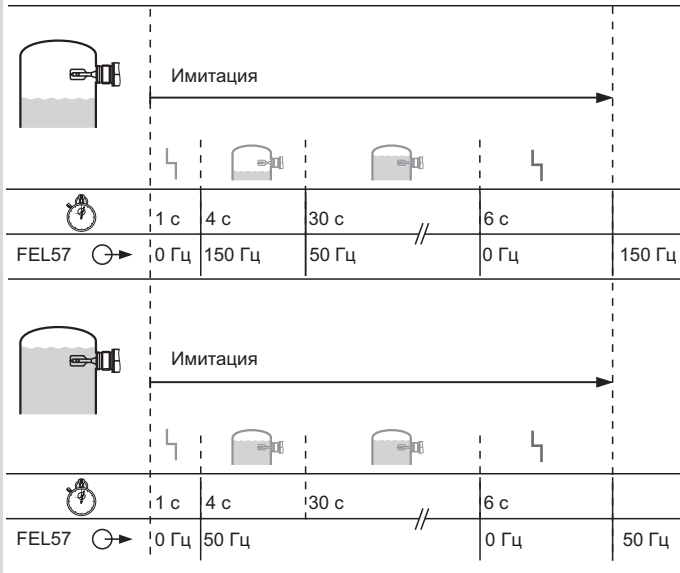 Имитация
1 с 4 с 30 с 6 с
FEL57 0 Гц 150 Гц 50 Гц 0 Гц 150 Гц
Имитация
1 с 4 с 30 с 6 с
FEL57 0 Гц 50 Гц 0 Гц 50 Гц